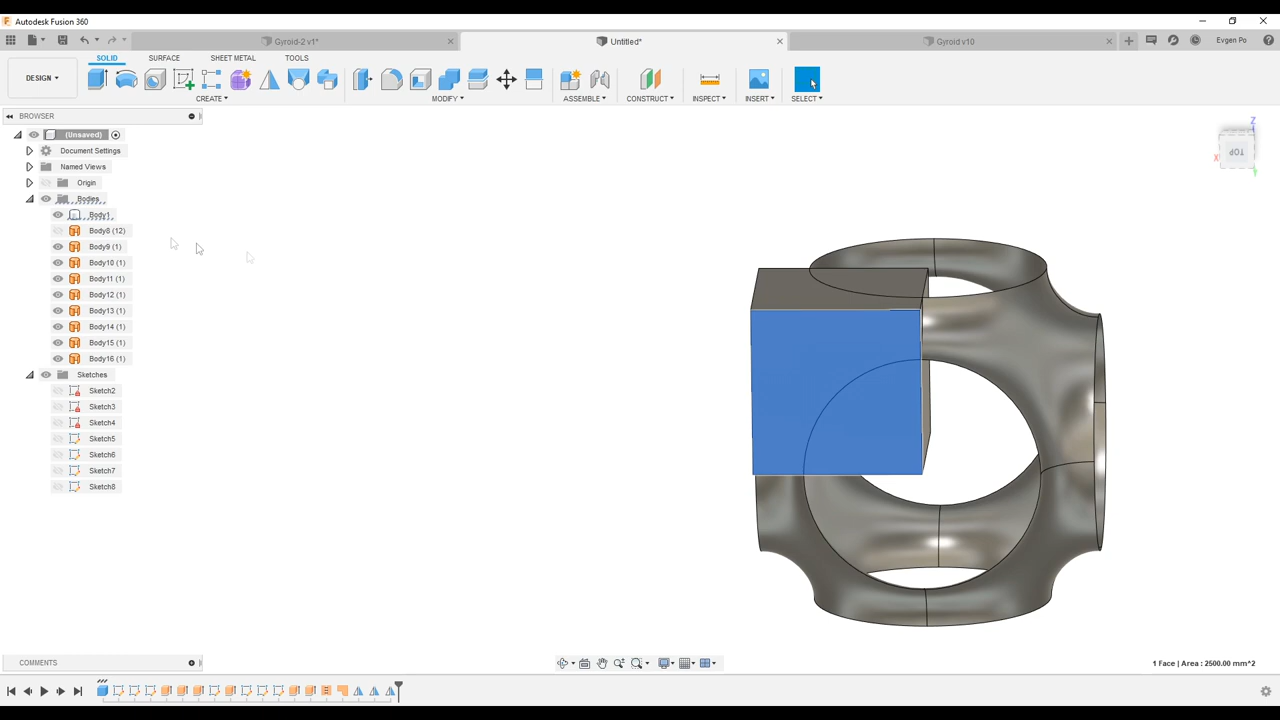 Autodesk Fusion 360
Gyroid-2 v1*
Untitled*
Gyroid v10
Evgen Po
SOLID SURFACE SHEET METAL TOOLS
DESIGN
CREATE MODIFY ASSEMBLE CONSTRUCT INSPECT INSERT SELECT
BROWSER
(Unsaved)
Document Settings
Named Views
Origin
Bodies
Body1
Body8 (12)
Body9 (1)
Body10 (1)
Body11 (1)
Body12 (1)
Body13 (1)
Body14 (1)
Body15 (1)
Body16 (1)
Sketches
Sketch2
Sketch3
Sketch4
Sketch5
Sketch6
Sketch7
Sketch8
Z
TOP
X
Y
COMMENTS
1 Face | Area : 2500.00 mm^2